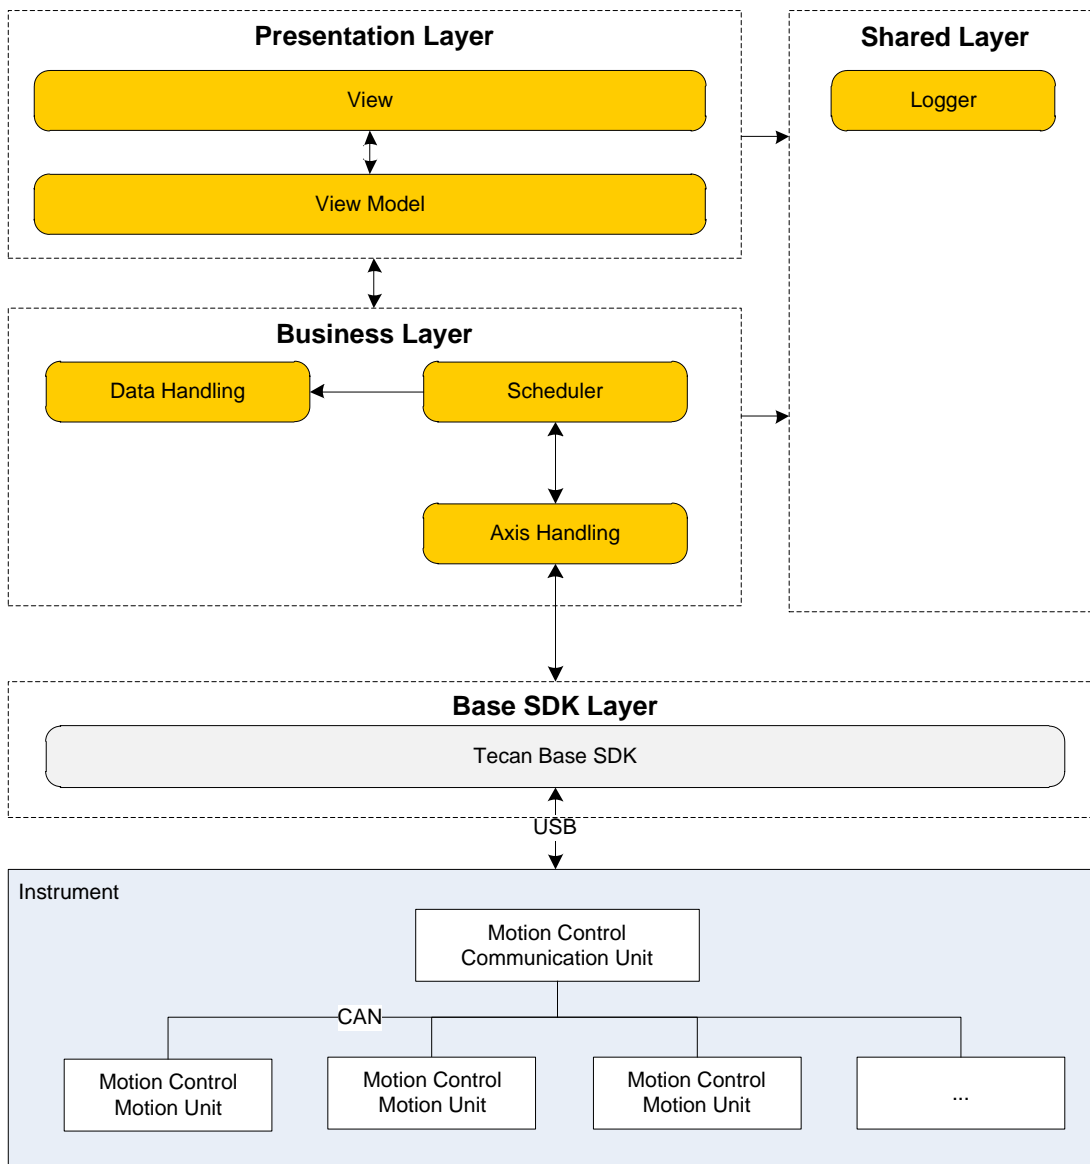 Presentation Layer
View
View Model
Shared Layer
Logger
Business Layer
Data Handling
Scheduler
Axis Handling
Base SDK Layer
Tecan Base SDK
USB
Instrument
Motion Control
Communication Unit
CAN
Motion Control
Motion Unit
Motion Control
Motion Unit
Motion Control
Motion Unit
...